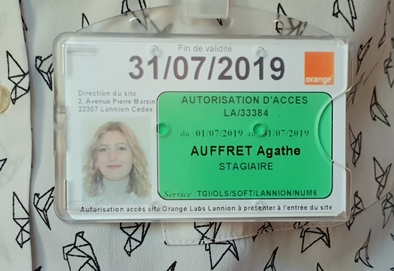 Fin de validité
31/07/2019
orange™
Direction du site.
2, Avenue Pierre Marzin
22307 Lannion Cedex
AUTORISATION D'ACCES
LA/33384
du 01/07/2019 au 31/07/2019
AUFFRET Agathe
STAGIAIRE
Service TGI/OLS/SOFT/LANNION/NUM6
Autorisation accès site Orange Labs Lannion à présenter à l'entrée du site